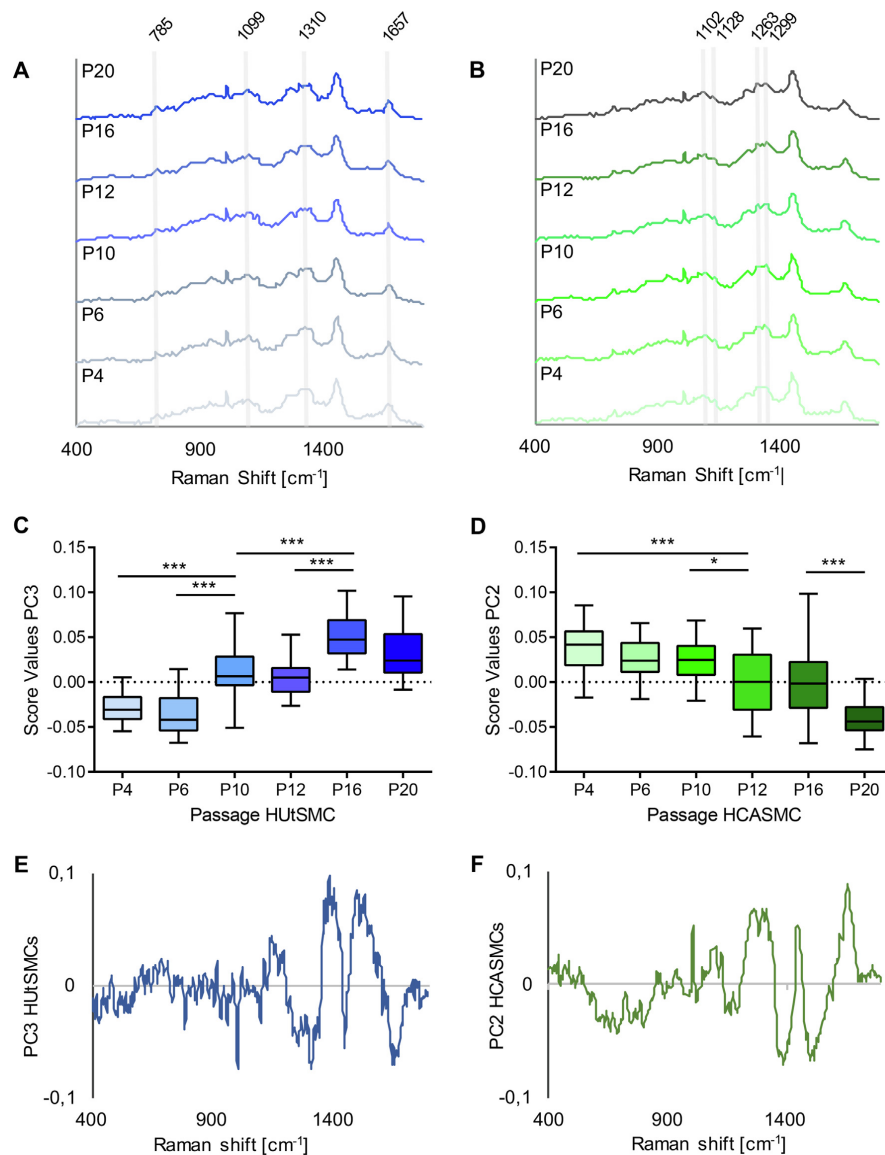 785 1099 1310 1657
1102 1128 1263 1299
A
P20
P16
P12
P10
P6
P4
400 900 1400
Raman Shift [cm-1]
B
P20
P16
P12
P10
P6
P4
400 900 1400
Raman Shift [cm-1|
C
Score Values PC3
0.15
0.10
0.05
0.00
-0.05
-0.10
***
***
***
***
P4 P6 P10 P12 P16 P20
Passage HUtSMC
D
Score Values PC2
0.15
0.10
0.05
0.00
-0.05
-0.10
***
*
***
P4 P6 P10 P12 P16 P20
Passage HCASMC
E
PC3 HUtSMCs
0,1
0
-0,1
400 900 1400
Raman shift [cm-1]
F
PC2 HCASMCs
0,1
0
-0,1
400 900 1400
Raman shift [cm-1]